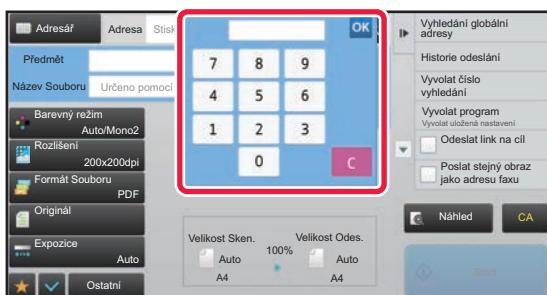 Adresář
Adresa
Stisk
OK
Vyhledání globální
adresy
Předmět
Historie odeslání
Název Souboru
Určeno pomocí
Vyvolat číslo
vyhledání
7 8 9
4 5 6
1 2 3
0 C
Barevný režim
Auto/Mono2
Vyvolat program
Vyvolat uložená nastavení
Rozlišení
200x200dpi
Odeslat link na cíl
Formát Souboru
PDF
Poslat stejný obraz
jako adresu faxu
Originál
Náhled
CA
Expozice
Auto
Velikost Sken.
100%
Velikost Odes.
Auto
A4
Auto
A4
Ostatní
Start